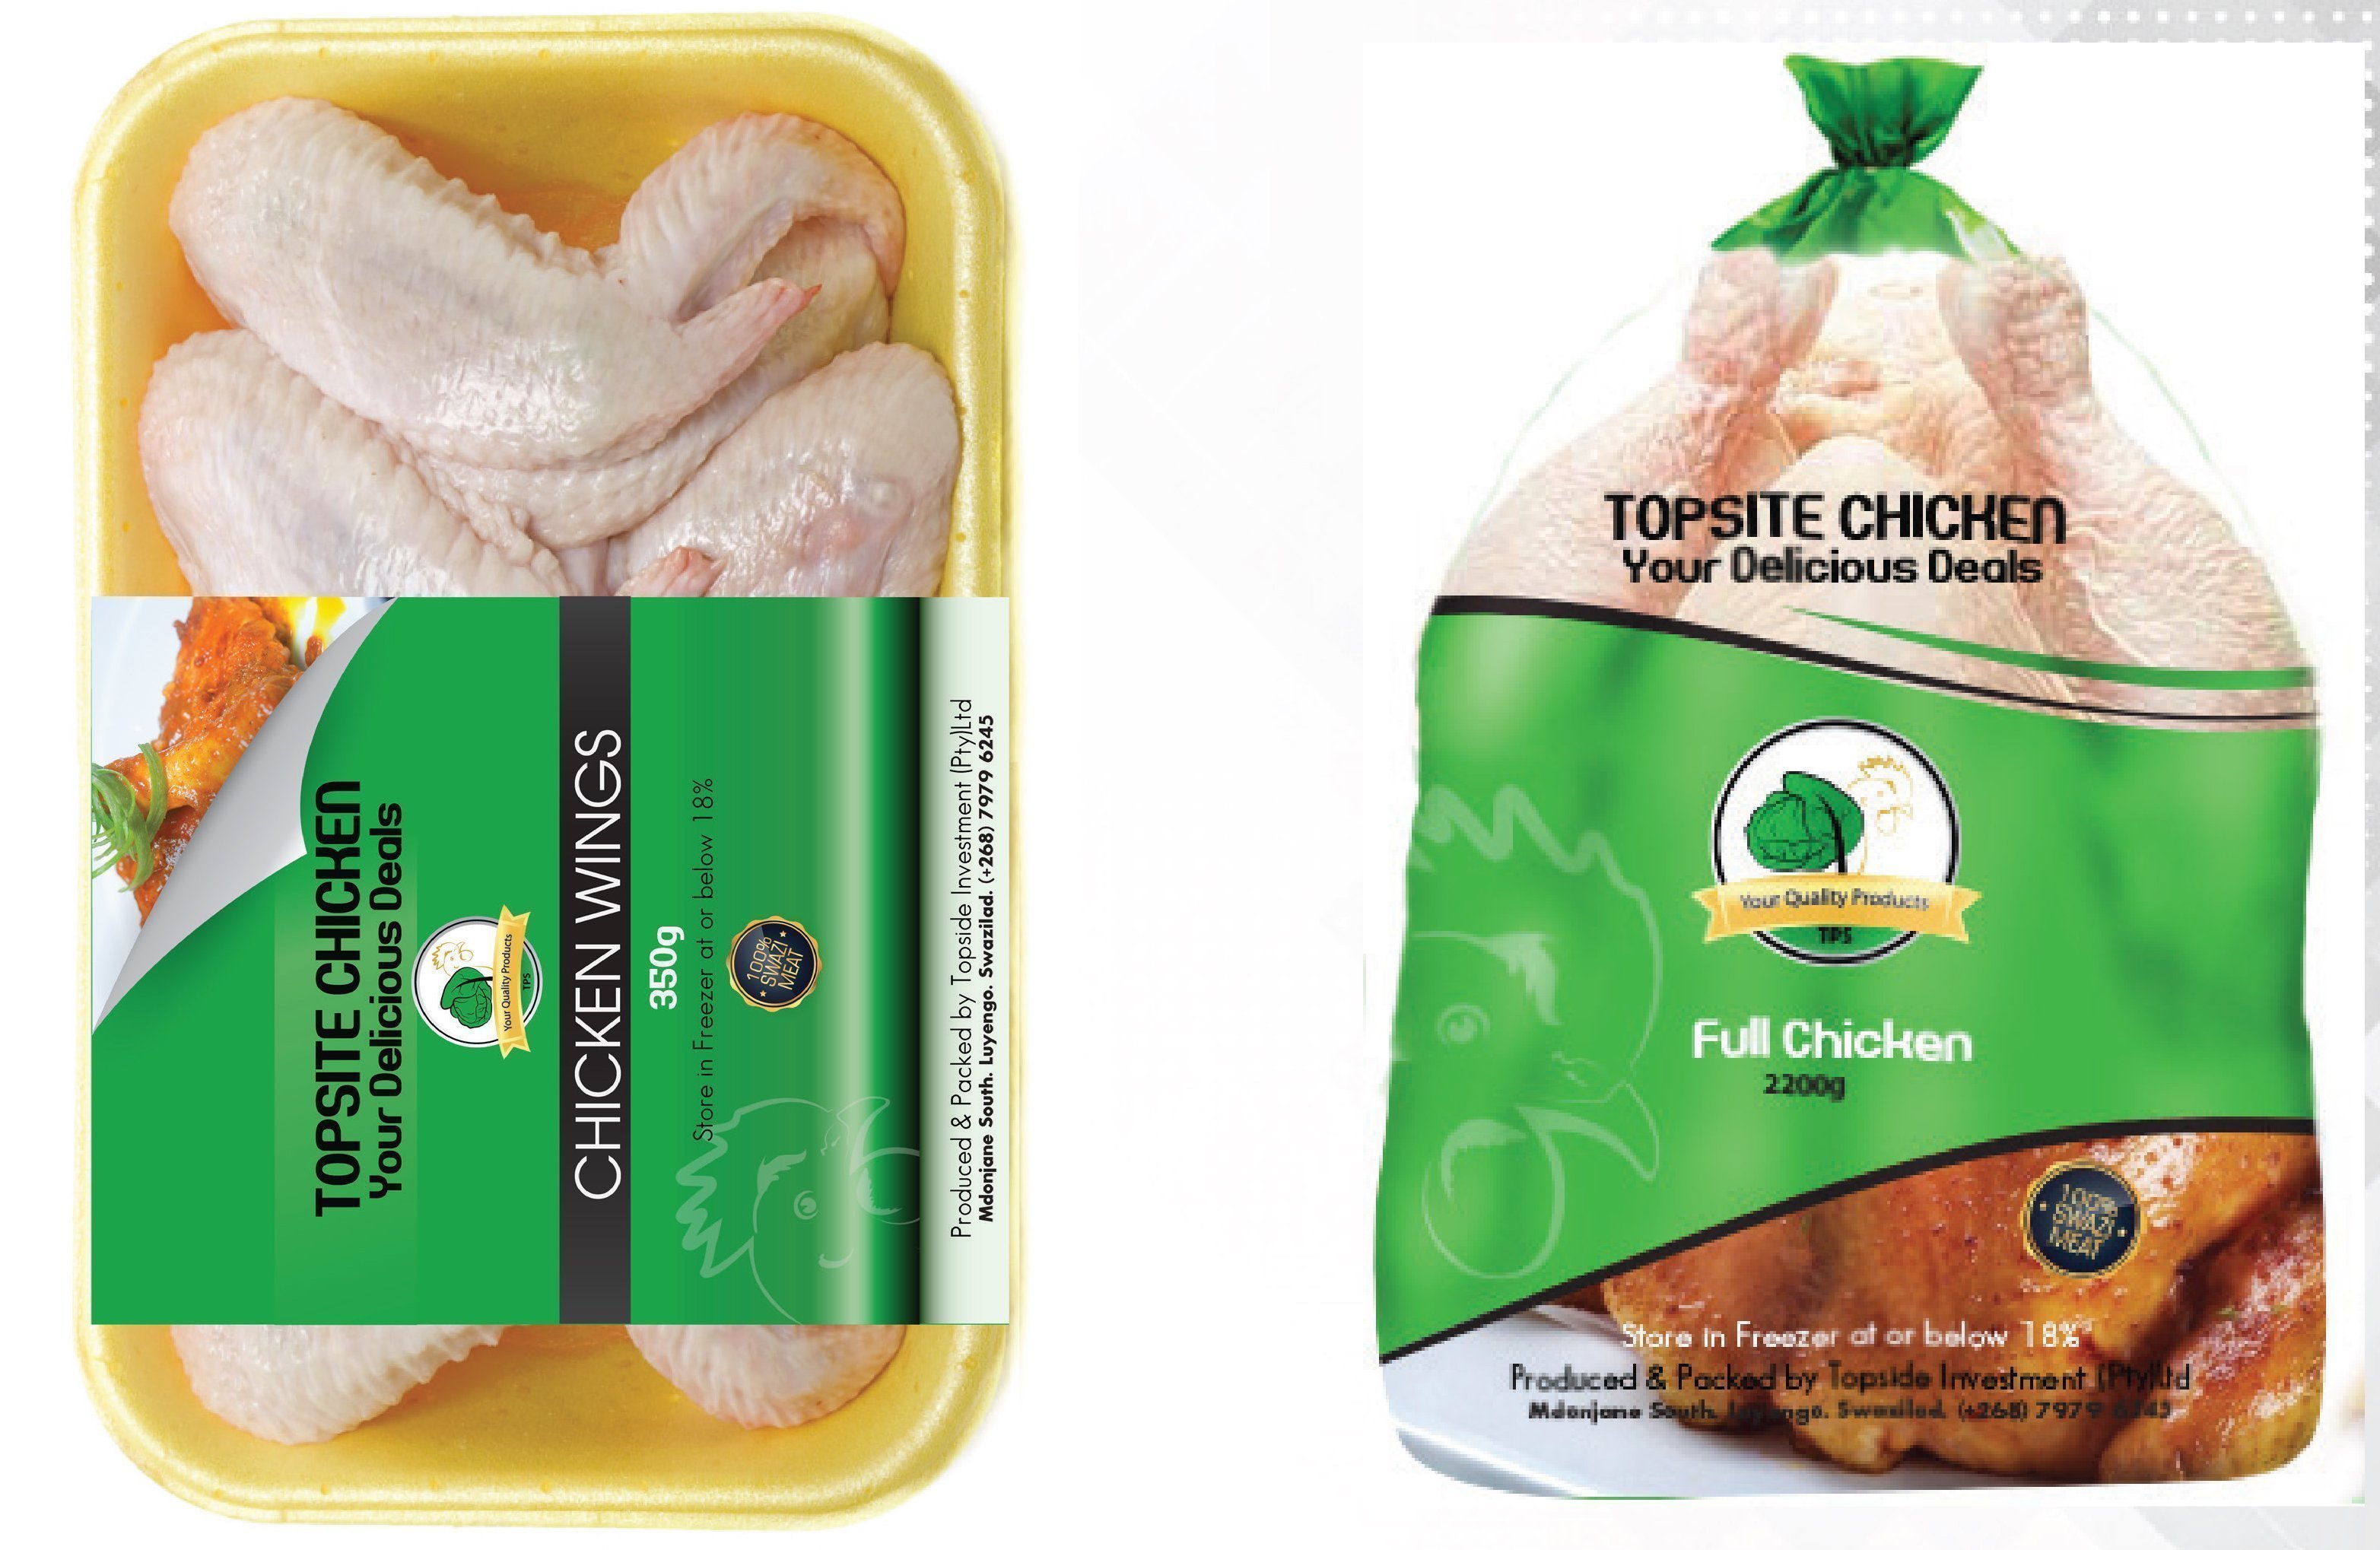 TOPSITE CHICKEN
Your Delicious Deals
Your Quality Products
TPS
CHICKEN WINGS
350g
Store in Freezer at or below 18%
100%
SWAZI
MEAT
Produced & Packed by Topside Investment (Pty)Ltd
Mdonjane South. Luyengo. Swazilad. (+268) 7979 6245
TOPSITE CHICKEN
Your Delicious Deals
Your Quality Products
TPS
Full Chicken
2200g
100%
SWAZI
MEAT
Store in Freezer at or below 18%
Produced & Packed by Topside Investment (Pty)Ltd
Mdonjane South. Luyengo. Swazilad. (+268) 7979 6245